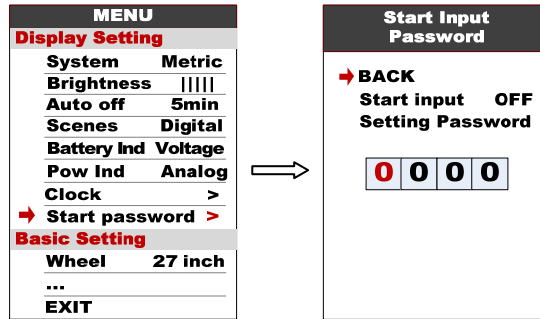 MENU
Display Setting
System Metric
Brightness |||||
Auto off 5min
Scenes Digital
Battery Ind Voltage
Pow Ind Analog
Clock >
Start password >
Basic Setting
Wheel 27 inch
...
EXIT
Start Input
Password
BACK
Start input OFF
Setting Password
0 0 0 0